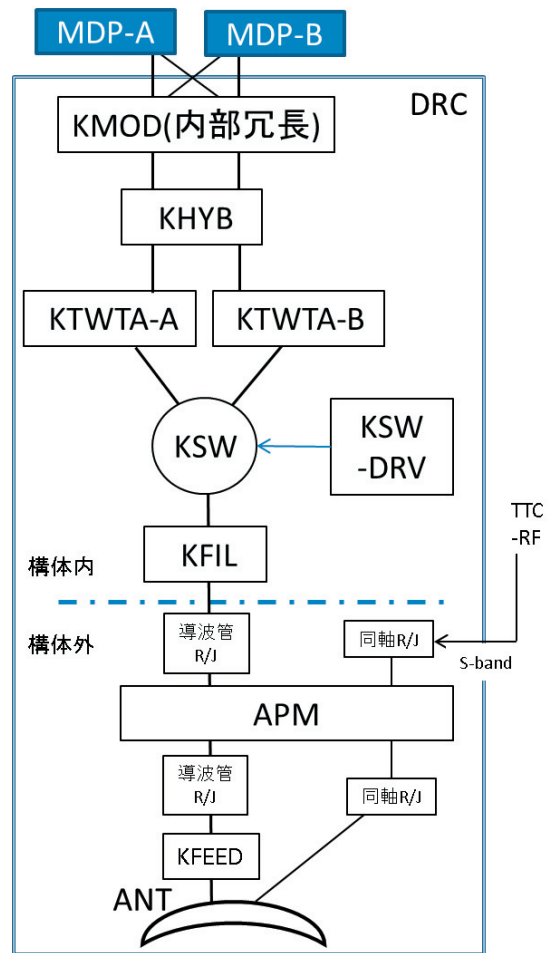 MDP-A
MDP-B
DRC
KMOD(内部冗長)
KHYB
KTWTA-A
KTWTA-B
KSW
KSW
-DRV
TTC
-RF
KFIL
構体内
構体外
導波管
R/J
同軸R/J
S-band
APM
導波管
R/J
同軸R/J
KFEED
ANT